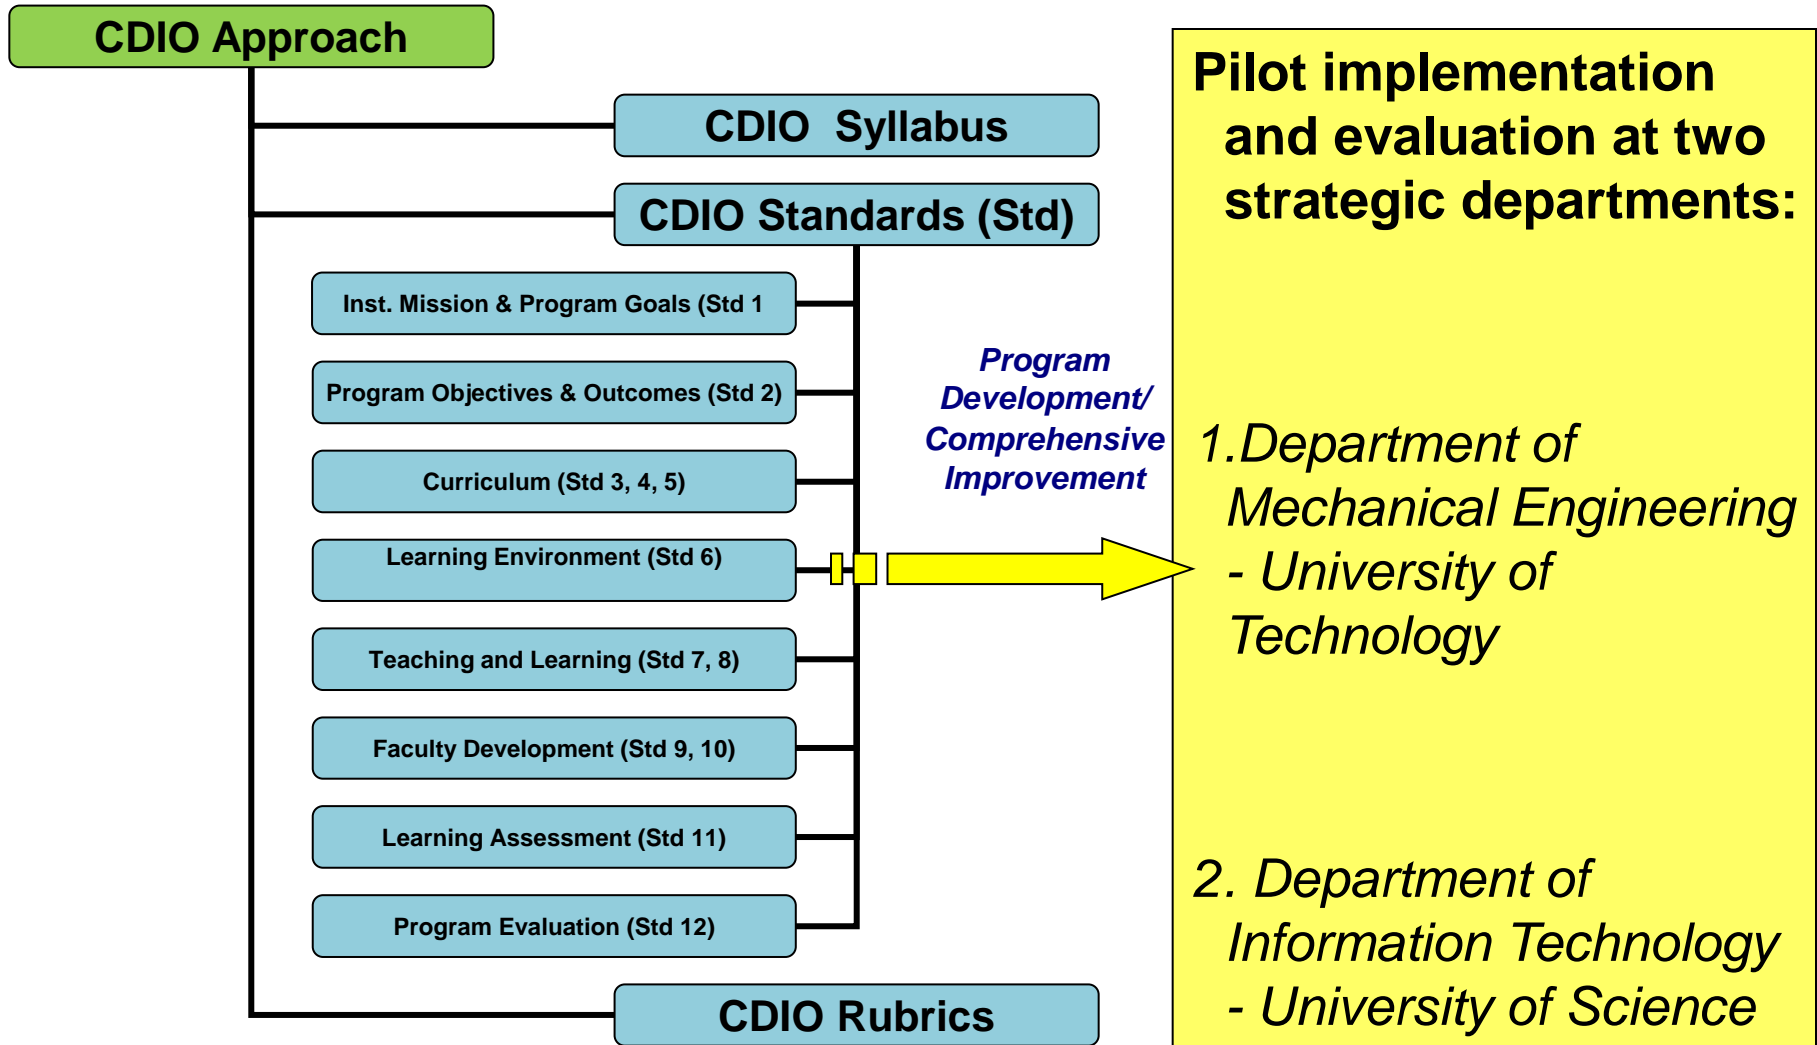 CDIO Approach
CDIO Syllabus
CDIO Standards (Std)
Inst. Mission & Program Goals (Std 1
Program Objectives & Outcomes (Std 2)
Curriculum (Std 3, 4, 5)
Learning Environment (Std 6)
Teaching and Learning (Std 7, 8)
Faculty Development (Std 9, 10)
Learning Assessment (Std 11)
Program Evaluation (Std 12)
CDIO Rubrics
Program
Development/
Comprehensive
Improvement
Pilot implementation
and evaluation at two
strategic departments:
1.Department of
Mechanical Engineering
- University of
Technology
2. Department of
Information Technology
- University of Science